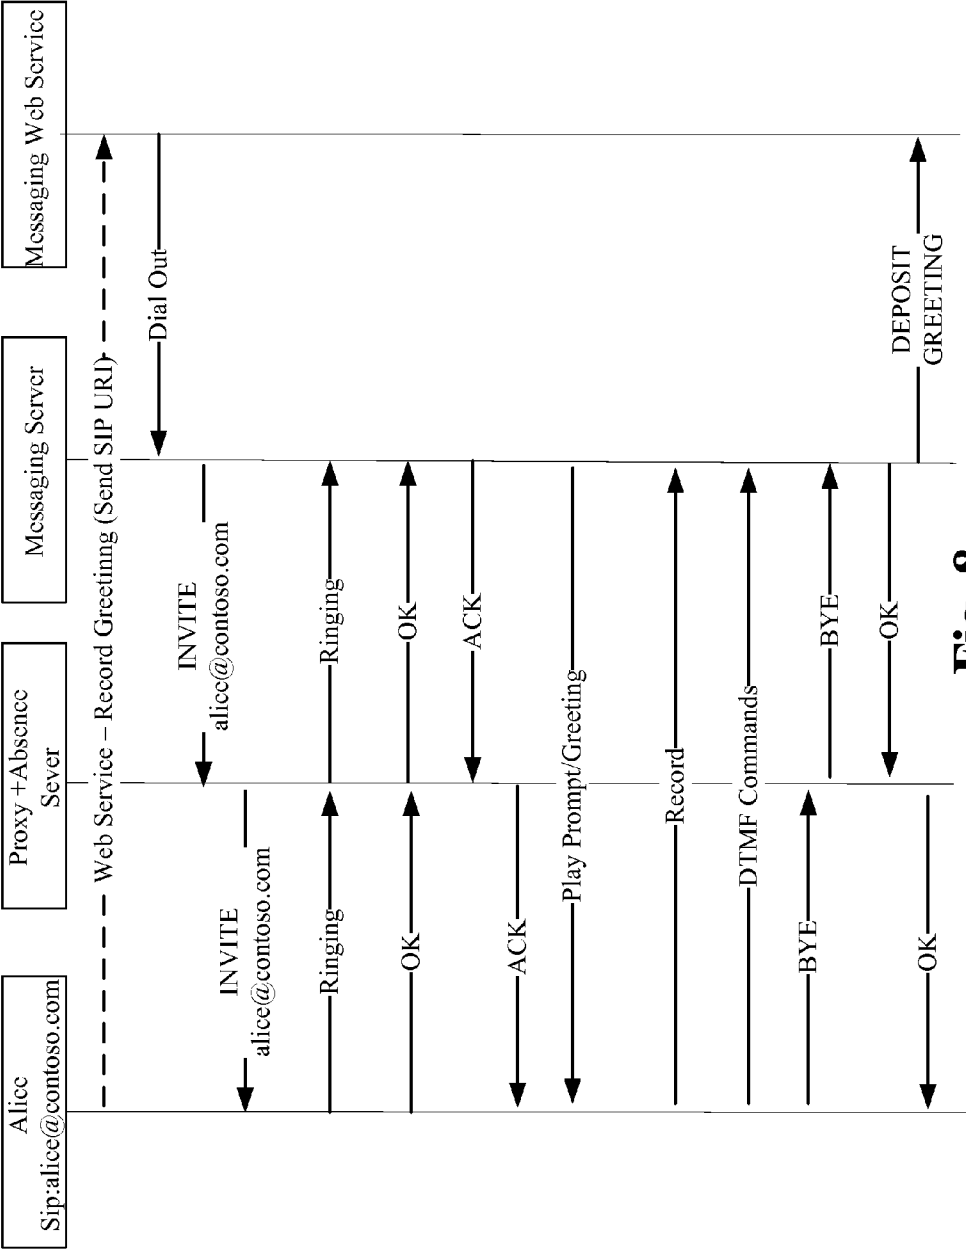 Alice
Sip:alice@contoso.com
Proxy +Absence
Sever
Messaging Server
Messaging Web Service
Web Service – Record Greeting (Send SIP URI)
Dial Out
INVITE
alice@contoso.com
INVITE
alice@contoso.com
Ringing
Ringing
OK
OK
ACK
ACK
Play Prompt/Greeting
Record
DTMF Commands
BYE
BYE
OK
OK
DEPOSIT
GREETING